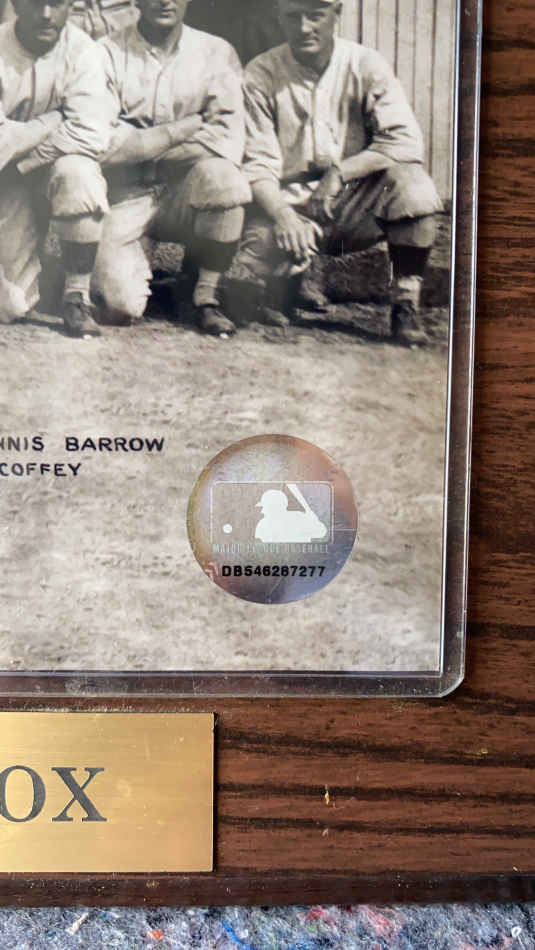 NNIS BARROW
COFFEY
MAJOR LEAGUE BASEBALL
DB546287277
OX